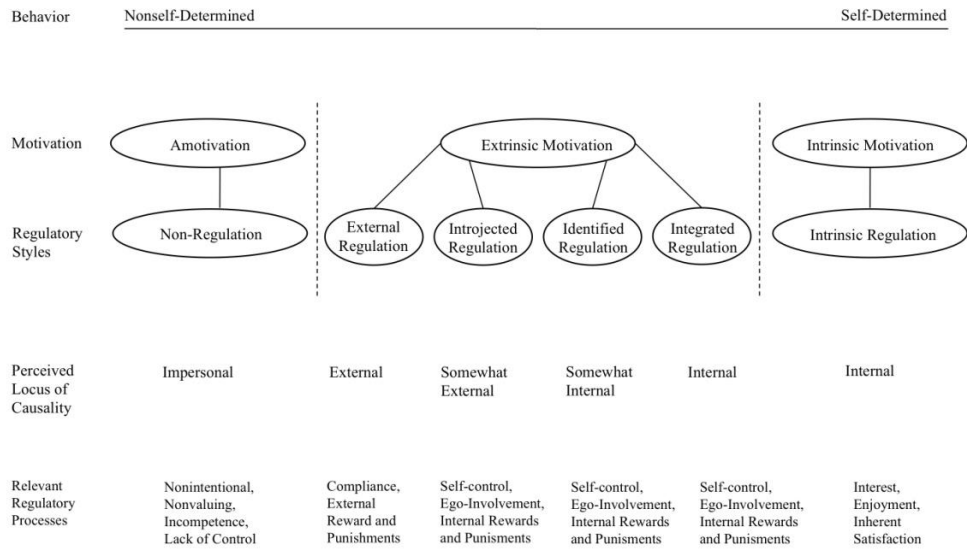 Behavior Nonself-Determined Self-Determined
Motivation Amotivation Extrinsic Motivation Intrinsic Motivation
Regulatory
Styles
Non-Regulation
External
Regulation
Introjected
Regulation
Identified
Regulation
Integrated
Regulation
Intrinsic Regulation
Perceived
Locus of
Causality
Impersonal
External
Somewhat
External
Somewhat
Internal
Internal
Internal
Relevant
Regulatory
Processes
Nonintentional,
Nonvaluing,
Incompetence,
Lack of Control
Compliance,
External
Reward and
Punishments
Self-control,
Ego-Involvement,
Internal Rewards
and Punisments
Self-control,
Ego-Involvement,
Internal Rewards
and Punisments
Self-control,
Ego-Involvement,
Internal Rewards
and Punisments
Interest,
Enjoyment,
Inherent
Satisfaction